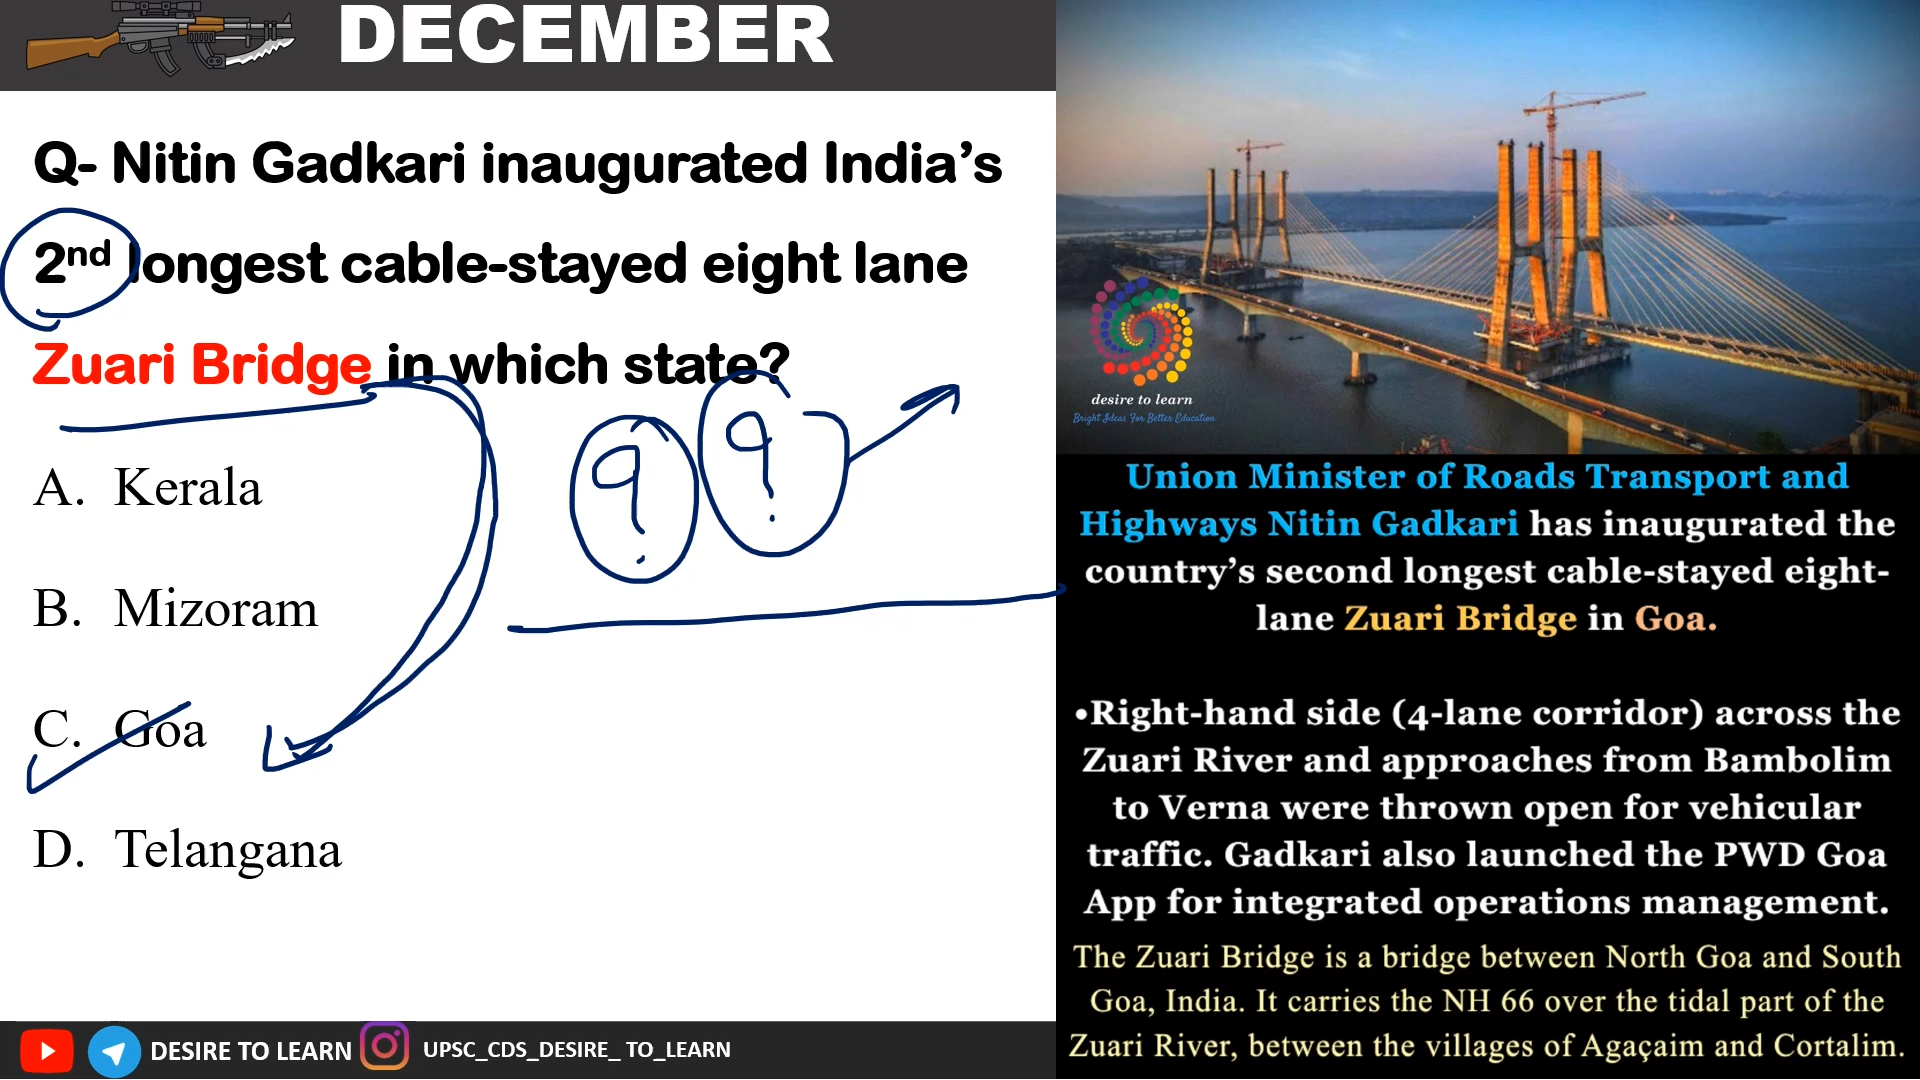 DECEMBER
Q- Nitin Gadkari inaugurated India’s
2nd longest cable-stayed eight lane
Zuari Bridge in which state?
A. Kerala
B. Mizoram
C. Goa
D. Telangana
? ?
DESIRE TO LEARN
UPSC_CDS_DESIRE_ TO_LEARN
desire to learn
Bright Ideas For Better Education
Union Minister of Roads Transport and
Highways Nitin Gadkari has inaugurated the
country’s second longest cable-stayed eight-
lane Zuari Bridge in Goa.
•Right-hand side (4-lane corridor) across the
Zuari River and approaches from Bambolim
to Verna were thrown open for vehicular
traffic. Gadkari also launched the PWD Goa
App for integrated operations management.
The Zuari Bridge is a bridge between North Goa and South
Goa, India. It carries the NH 66 over the tidal part of the
Zuari River, between the villages of Agaçaim and Cortalim.